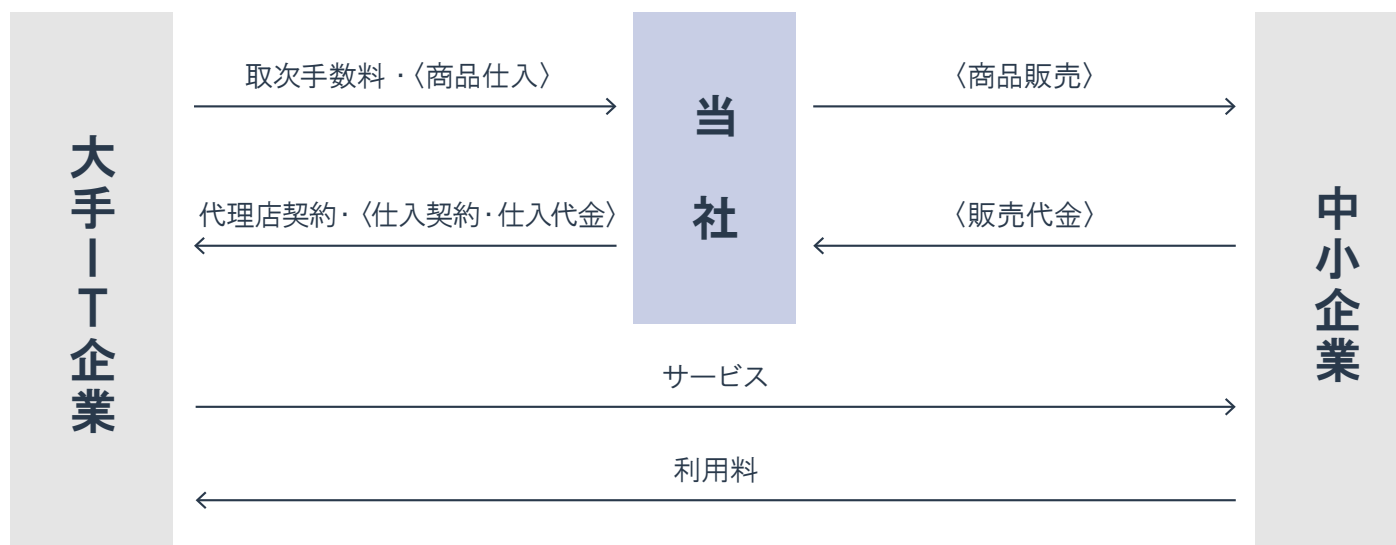 大手IT企業
取次手数料・〈商品仕入〉
代理店契約・〈仕入契約・仕入代金〉
当社
〈商品販売〉
〈販売代金〉
サービス
利用料
中小企業